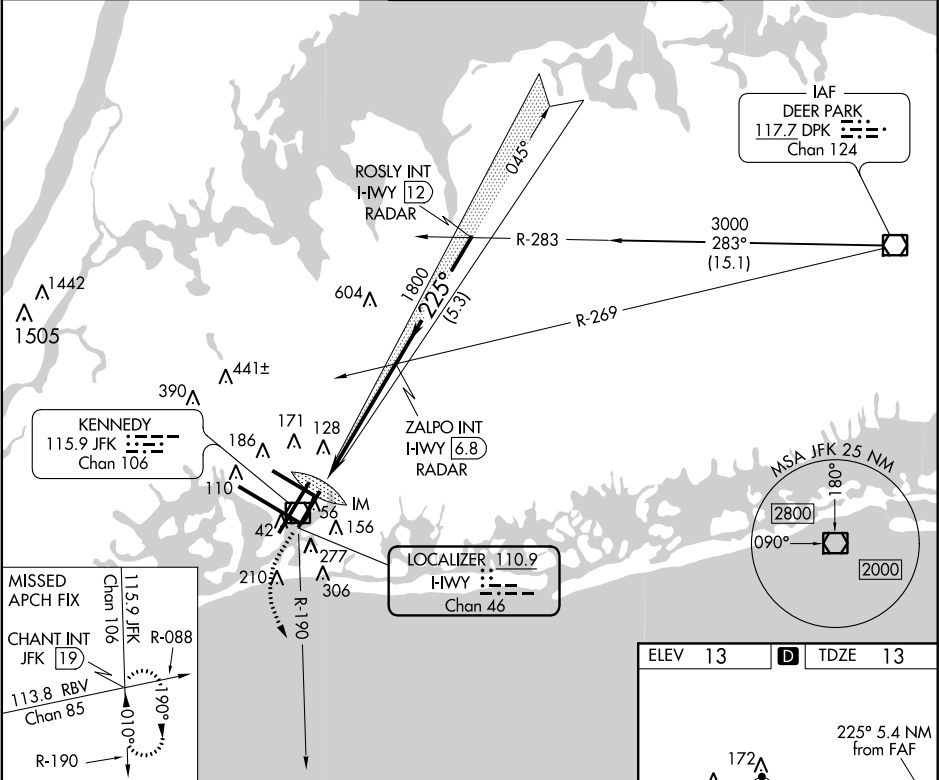 IAF
DEER PARK
117.7 DPK
Chan 124
ROSLY INT
I-IWY 12
RADAR
045°
R-283
3000
283°
(15.1)
1800
225°
(5.3)
604
R-269
1442
1505
441±
390
KENNEDY
115.9 JFK
Chan 106
171
128
186
110
ZALPO INT
I-IWY 6.8
RADAR
IM
56
42
156
277
210
306
R-190
LOCALIZER 110.9
I-IWY
Chan 46
MSA JFK 25 NM
180°
2800
090°
2000
MISSED
APCH FIX
115.9 JFK
Chan 106
CHANT INT
JFK 19
R-088
113.8 RBV
Chan 85
010°
190°
R-190
ELEV 13 D TDZE 13
225° 5.4 NM
from FAF
172